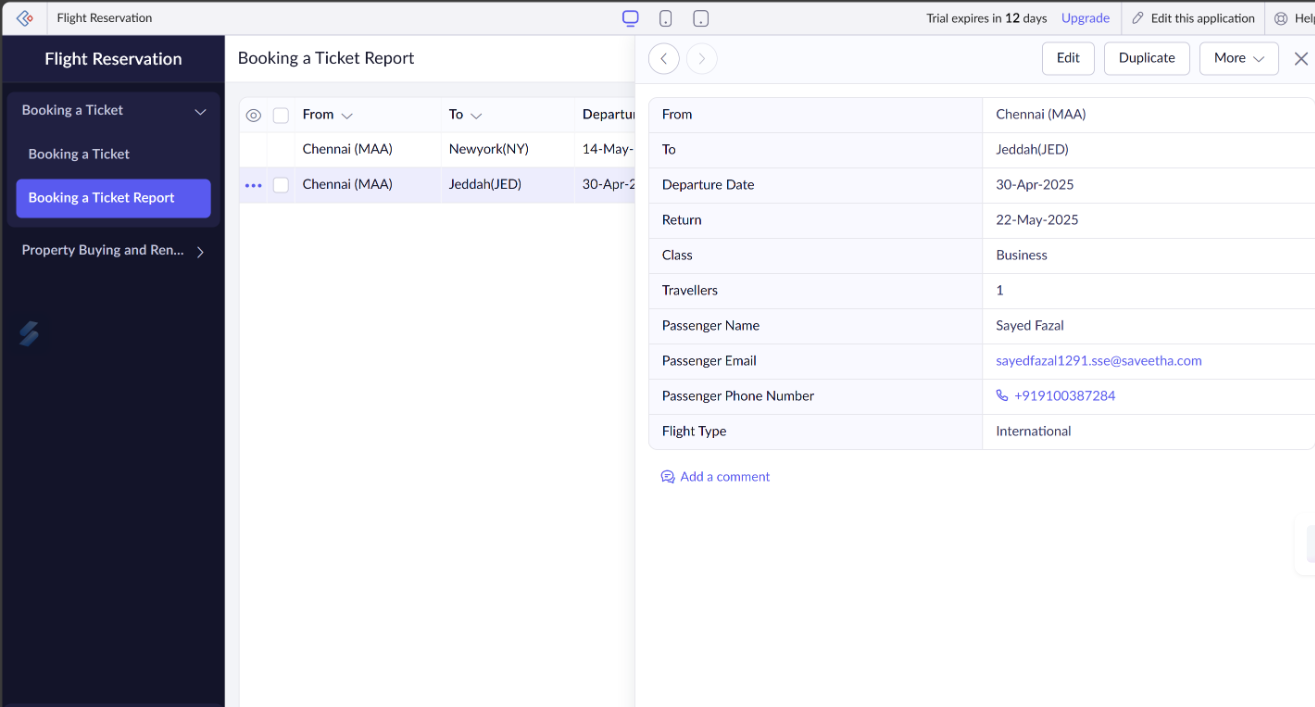 Flight Reservation
Trial expires in 12 days Upgrade Edit this application
Flight Reservation
Booking a Ticket
Booking a Ticket
Booking a Ticket Report
Property Buying and Ren...
Booking a Ticket Report
From To
Chennai (MAA) Newyork(NY) 14-May-
Chennai (MAA) Jeddah(JED) 30-Apr-2
Edit Duplicate More
From Chennai (MAA)
To Jeddah(JED)
Departure Date 30-Apr-2025
Return 22-May-2025
Class Business
Travellers 1
Passenger Name Sayed Fazal
Passenger Email sayedfazal1291.sse@saveetha.com
Passenger Phone Number +919100387284
Flight Type International
Add a comment